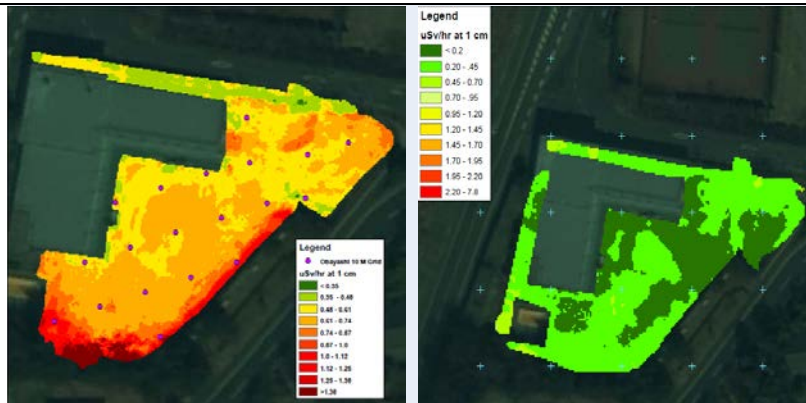 Legend
Obayashi 10 M Grid
uSv/hr at 1 cm
< 0.35
0.35 - 0.48
0.48 - 0.61
0.61 - 0.74
0.74 - 0.87
0.87 - 1.0
1.0 - 1.12
1.12 - 1.25
1.25 - 1.38
>1.38
Legend
uSv/hr at 1 cm
< 0.2
0.20 - .45
0.45 - 0.70
0.70 - .95
0.95 - 1.20
1.20 - 1.45
1.45 - 1.70
1.70 - 1.95
1.95 - 2.20
2.20 - 7.8